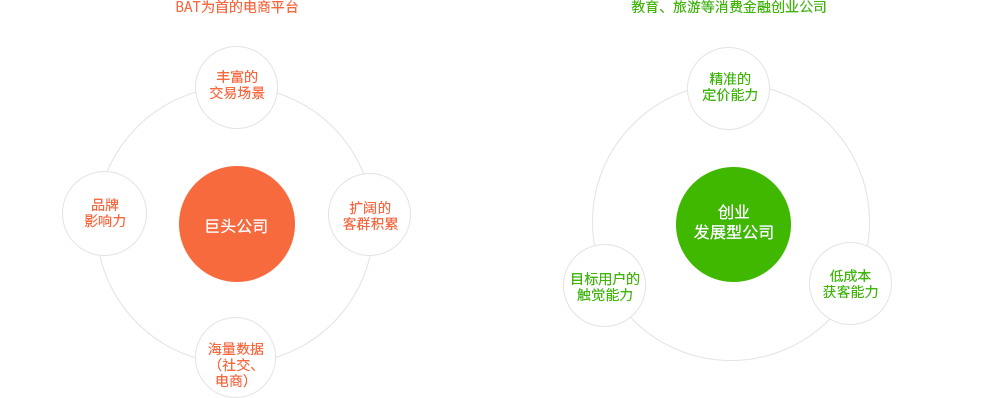 BAT为首的电商平台
丰富的
交易场景
品牌
影响力
巨头公司
扩阔的
客群积累
海量数据
（社交、
电商）
教育、旅游等消费金融创业公司
精准的
定价能力
创业
发展型公司
目标用户的
触觉能力
低成本
获客能力